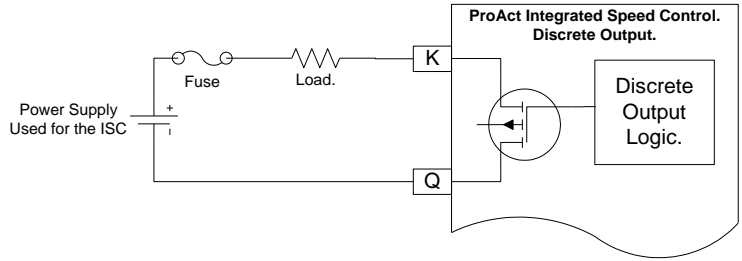 ProAct Integrated Speed Control.
Discrete Output.
K
Fuse
Load.
Discrete
Output
Logic.
Power Supply
Used for the ISC
+
-
Q